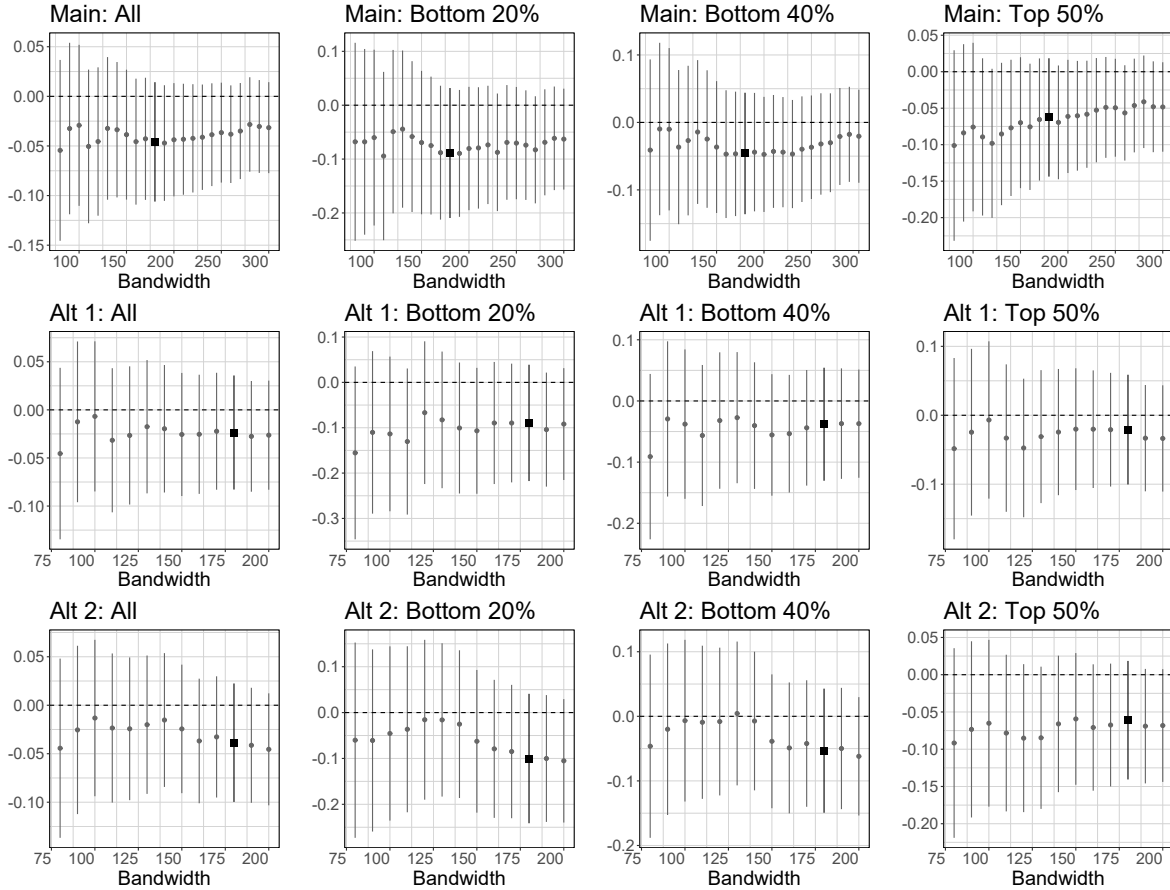 Main: All
Main: Bottom 20%
Main: Bottom 40%
Main: Top 50%
0.05
0.00
-0.05
-0.10
-0.15
0.1
0.0
-0.1
-0.2
0.1
0.0
-0.1
0.05
0.00
-0.05
-0.10
-0.15
-0.20
100 150 200 250 300
100 150 200 250 300
100 150 200 250 300
100 150 200 250 300
Bandwidth
Bandwidth
Bandwidth
Bandwidth
Alt 1: All
Alt 1: Bottom 20%
Alt 1: Bottom 40%
Alt 1: Top 50%
0.05
0.00
-0.05
-0.10
0.1
0.0
-0.1
-0.2
-0.3
0.1
0.0
-0.1
-0.2
0.1
0.0
-0.1
75 100 125 150 175 200
75 100 125 150 175 200
75 100 125 150 175 200
75 100 125 150 175 200
Bandwidth
Bandwidth
Bandwidth
Bandwidth
Alt 2: All
Alt 2: Bottom 20%
Alt 2: Bottom 40%
Alt 2: Top 50%
0.05
0.00
-0.05
-0.10
0.1
0.0
-0.1
-0.2
0.1
0.0
-0.1
-0.2
0.05
0.00
-0.05
-0.10
-0.15
-0.20
75 100 125 150 175 200
75 100 125 150 175 200
75 100 125 150 175 200
75 100 125 150 175 200
Bandwidth
Bandwidth
Bandwidth
Bandwidth